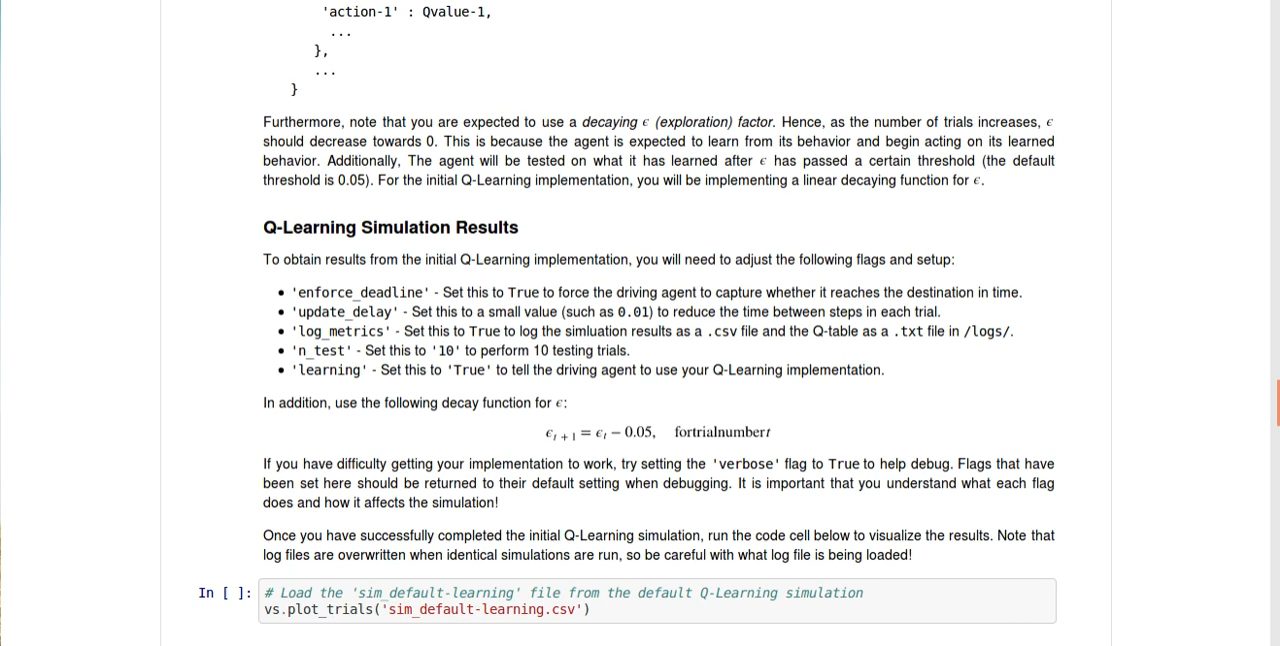 'action-1' : Qvalue-1,
...
},
...
}
Furthermore, note that you are expected to use a decaying ϵ (exploration) factor. Hence, as the number of trials increases, ϵ
should decrease towards 0. This is because the agent is expected to learn from its behavior and begin acting on its learned
behavior. Additionally, The agent will be tested on what it has learned after ϵ has passed a certain threshold (the default
threshold is 0.05). For the initial Q-Learning implementation, you will be implementing a linear decaying function for ϵ.
Q-Learning Simulation Results
To obtain results from the initial Q-Learning implementation, you will need to adjust the following flags and setup:
• 'enforce_deadline' - Set this to True to force the driving agent to capture whether it reaches the destination in time.
• 'update_delay' - Set this to a small value (such as 0.01) to reduce the time between steps in each trial.
• 'log_metrics' - Set this to True to log the simluation results as a .csv file and the Q-table as a .txt file in /logs/.
• 'n_test' - Set this to '10' to perform 10 testing trials.
• 'learning' - Set this to 'True' to tell the driving agent to use your Q-Learning implementation.
In addition, use the following decay function for ϵ:
ϵt + 1 = ϵt − 0.05, fortrialnumbert
If you have difficulty getting your implementation to work, try setting the 'verbose' flag to True to help debug. Flags that have
been set here should be returned to their default setting when debugging. It is important that you understand what each flag
does and how it affects the simulation!
Once you have successfully completed the initial Q-Learning simulation, run the code cell below to visualize the results. Note that
log files are overwritten when identical simulations are run, so be careful with what log file is being loaded!
In [ ]: # Load the 'sim_default-learning' file from the default Q-Learning simulation
vs.plot_trials('sim_default-learning.csv')